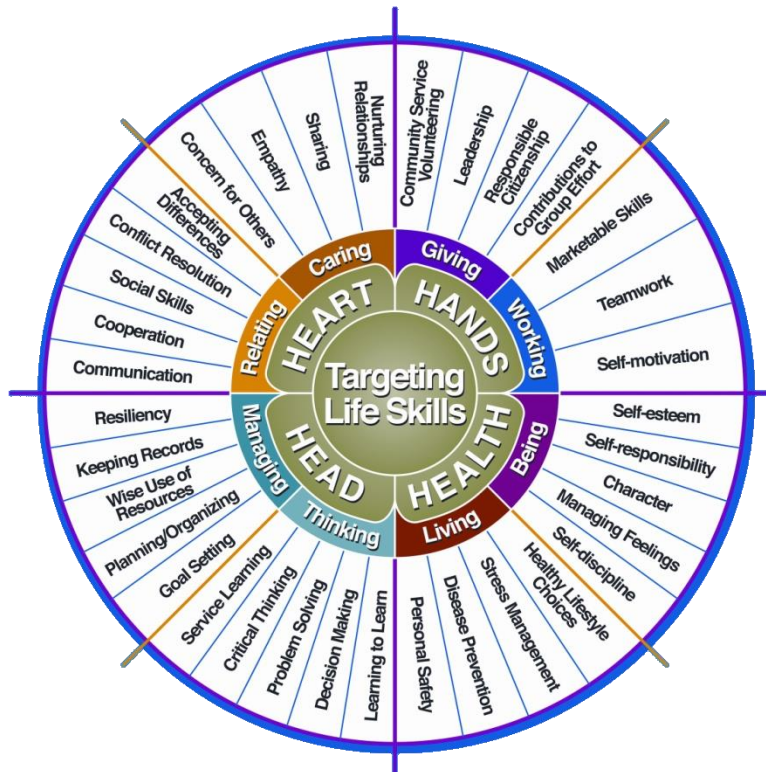 Targeting
Life Skills
HEART
HANDS
HEALTH
HEAD
Caring
Giving
Working
Being
Living
Thinking
Managing
Relating
Nurturing
Relationships
Sharing
Empathy
Concern for Others
Community Service
Volunteering
Leadership
Responsible
Citizenship
Contributions to
Group Effort
Marketable Skills
Teamwork
Self-motivation
Self-esteem
Self-responsibility
Character
Managing Feelings
Self-discipline
Healthy Lifestyle
Choices
Stress Management
Disease Prevention
Personal Safety
Learning to Learn
Decision Making
Problem Solving
Critical Thinking
Service Learning
Goal Setting
Planning/Organizing
Wise Use of
Resources
Keeping Records
Resiliency
Communication
Cooperation
Social Skills
Conflict Resolution
Accepting
Differences